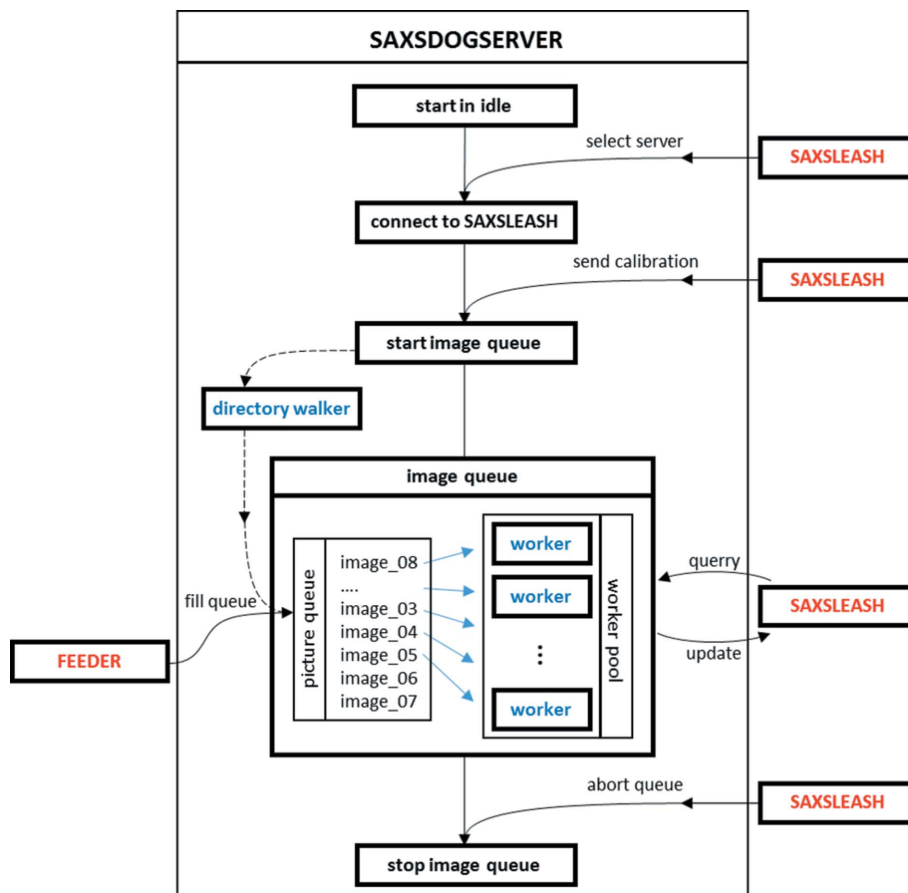 SAXSDOGSERVER
start in idle
select server
SAXSLEASH
connect to SAXSLEASH
send calibration
SAXSLEASH
start image queue
directory walker
image queue
picture queue
image_08
....
image_03
image_04
image_05
image_06
image_07
worker
worker
...
worker
worker pool
fill queue
FEEDER
querry
SAXSLEASH
update
abort queue
SAXSLEASH
stop image queue